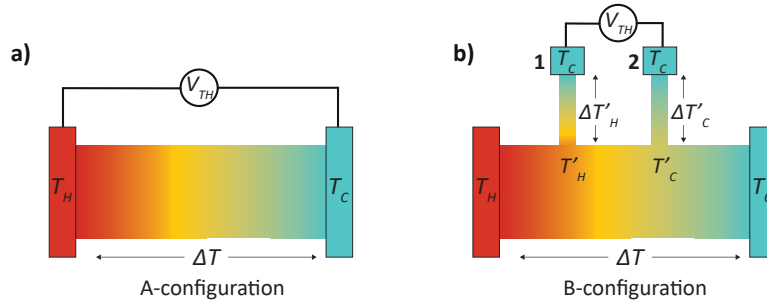 a)
V_TH
T_H
T_C
ΔT
A-configuration
b)
V_TH
1
T_C
2
T_C
ΔT'_H
ΔT'_C
T'_H
T'_C
T_H
T_C
ΔT
B-configuration